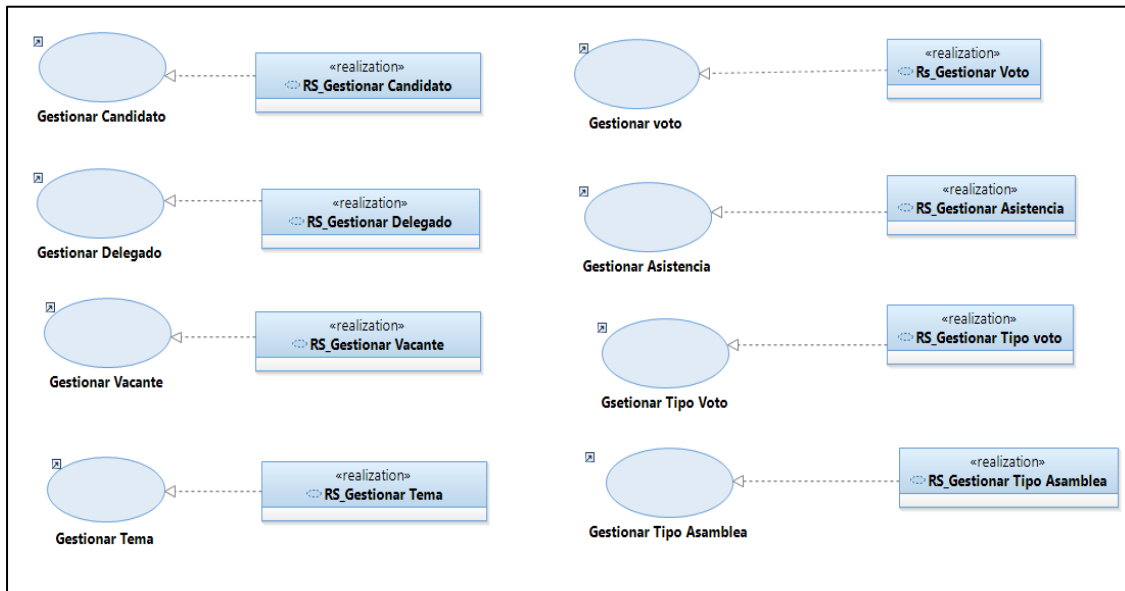 «realization»
RS_Gestionar Candidato
Gestionar Candidato
«realization»
RS_Gestionar Delegado
Gestionar Delegado
«realization»
RS_Gestionar Vacante
Gestionar Vacante
«realization»
RS_Gestionar Tema
Gestionar Tema
«realization»
Rs_Gestionar Voto
Gestionar voto
«realization»
RS_Gestionar Asistencia
Gestionar Asistencia
«realization»
RS_Gestionar Tipo voto
Gsetionar Tipo Voto
«realization»
RS_Gestionar Tipo Asamblea
Gestionar Tipo Asamblea